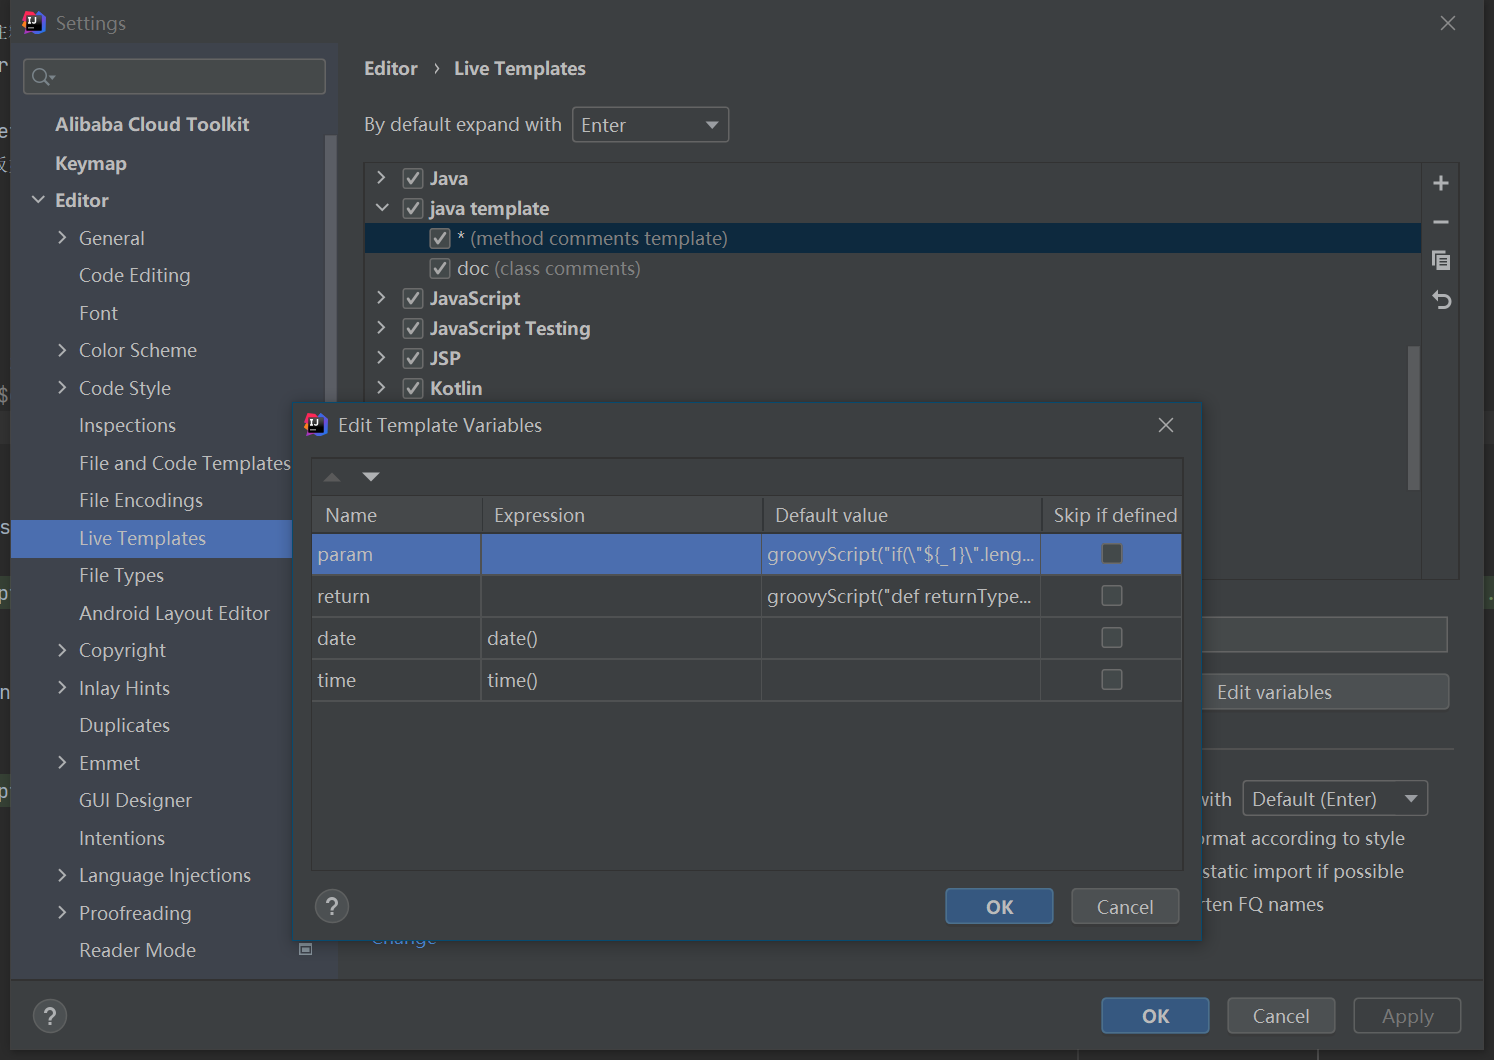 Settings
Editor › Live Templates
By default expand with Enter
Alibaba Cloud Toolkit
Keymap
Editor
General
Code Editing
Font
Color Scheme
Code Style
Inspections
File and Code Templates
File Encodings
Live Templates
File Types
Android Layout Editor
Copyright
Inlay Hints
Duplicates
Emmet
GUI Designer
Intentions
Language Injections
Proofreading
Reader Mode
Java
java template
* (method comments template)
doc (class comments)
JavaScript
JavaScript Testing
JSP
Kotlin
Edit Template Variables
Name Expression Default value Skip if defined
param groovyScript("if(\"${_1}\".leng...
return groovyScript("def returnType...
date date()
time time()
? OK Cancel
Edit variables
with Default (Enter)
ormat according to style
static import if possible
rten FQ names
Change
? OK Cancel Apply